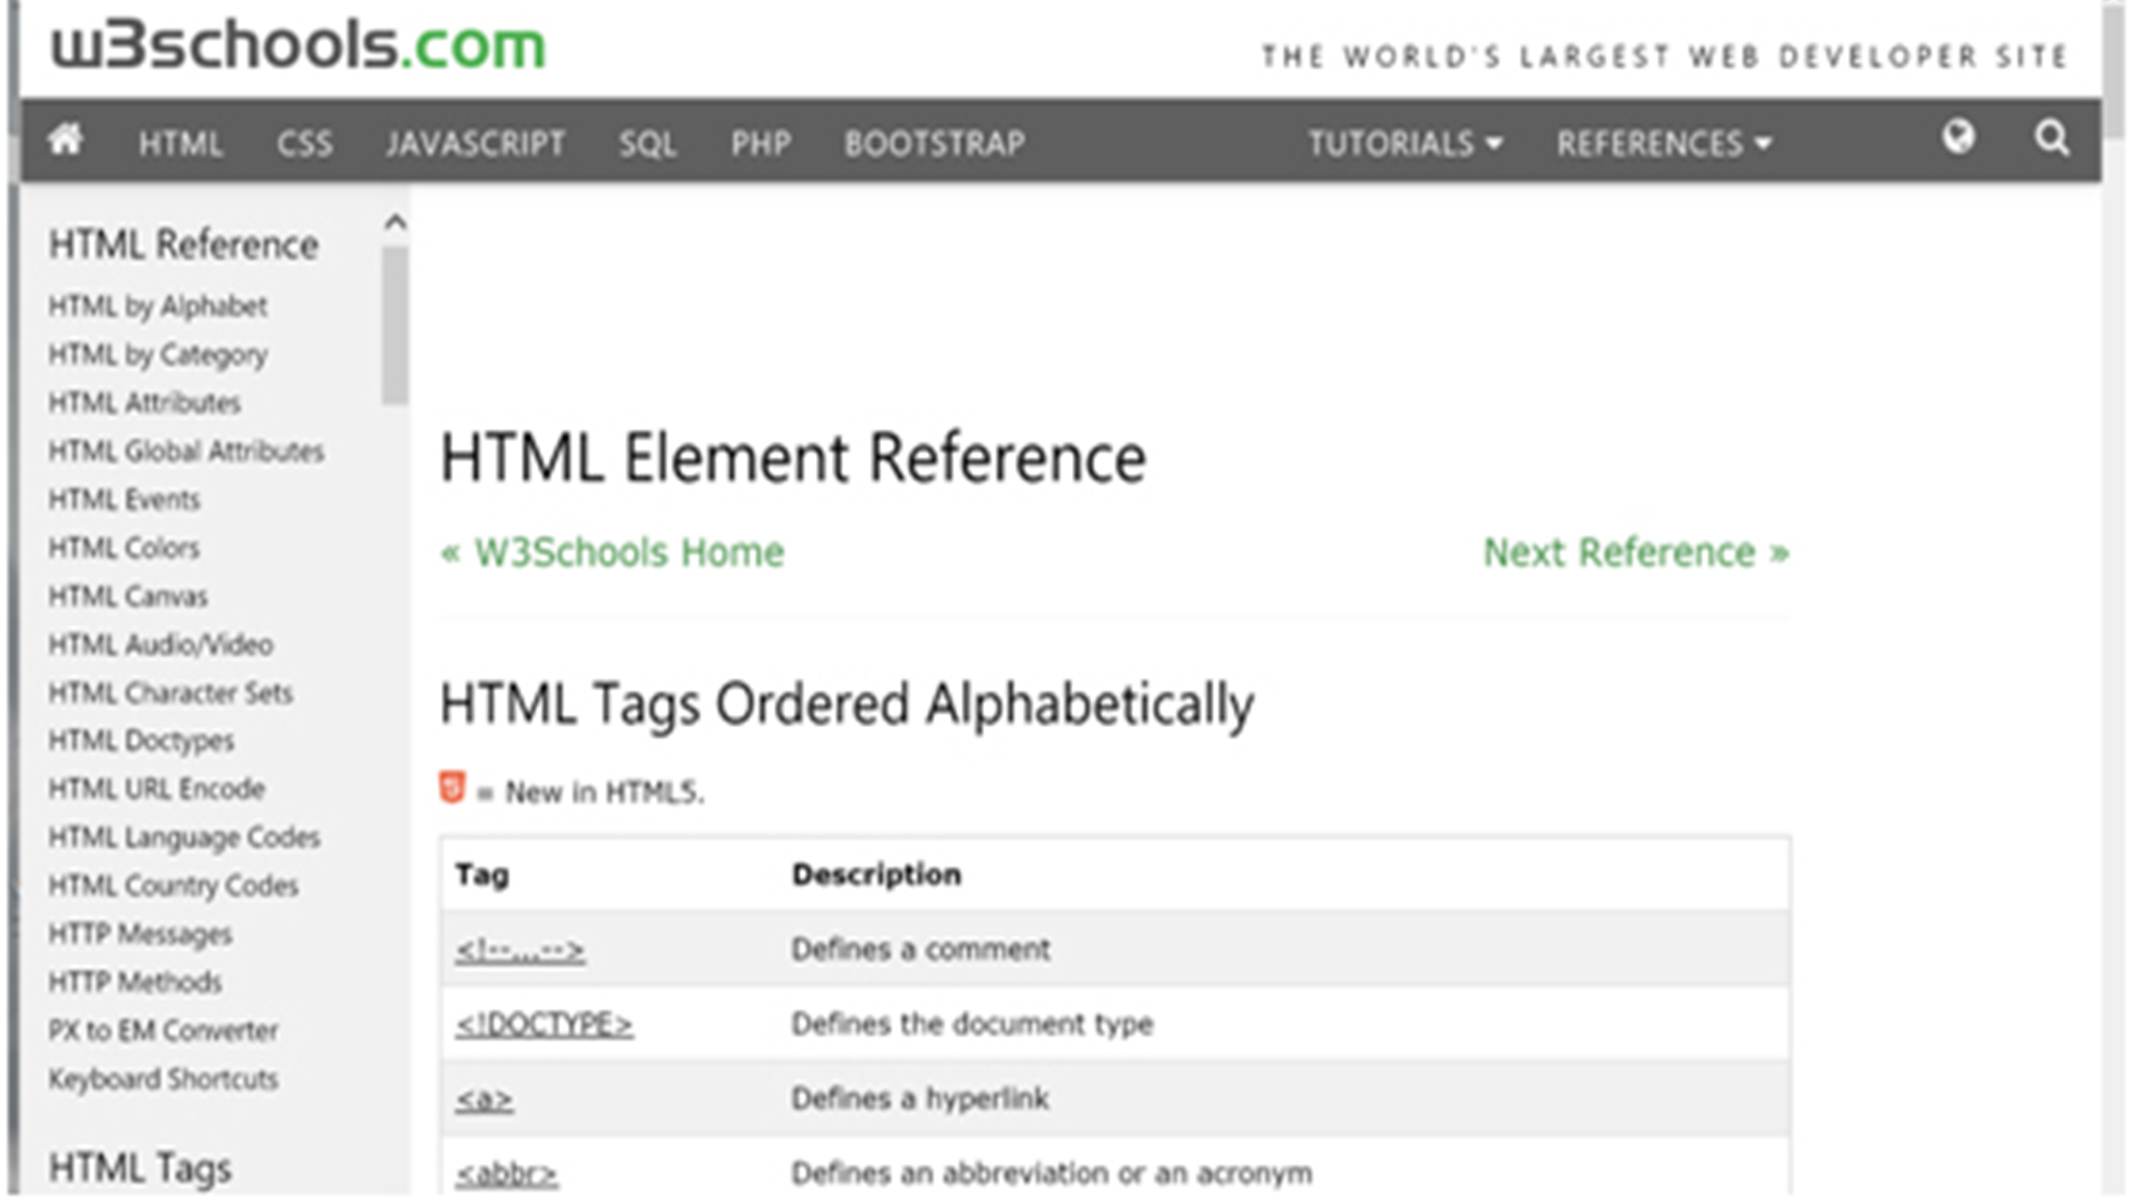 w3schools.com
THE WORLD'S LARGEST WEB DEVELOPER SITE
HTML CSS JAVASCRIPT SQL PHP BOOTSTRAP TUTORIALS REFERENCES
HTML Reference
HTML by Alphabet
HTML by Category
HTML Attributes
HTML Global Attributes
HTML Events
HTML Colors
HTML Canvas
HTML Audio/Video
HTML Character Sets
HTML Doctypes
HTML URL Encode
HTML Language Codes
HTML Country Codes
HTTP Messages
HTTP Methods
PX to EM Converter
Keyboard Shortcuts
HTML Tags
HTML Element Reference
« W3Schools Home Next Reference »
HTML Tags Ordered Alphabetically
5 = New in HTML5.
Tag Description
<!--...--> Defines a comment
<!DOCTYPE> Defines the document type
<a> Defines a hyperlink
<abbr> Defines an abbreviation or an acronym